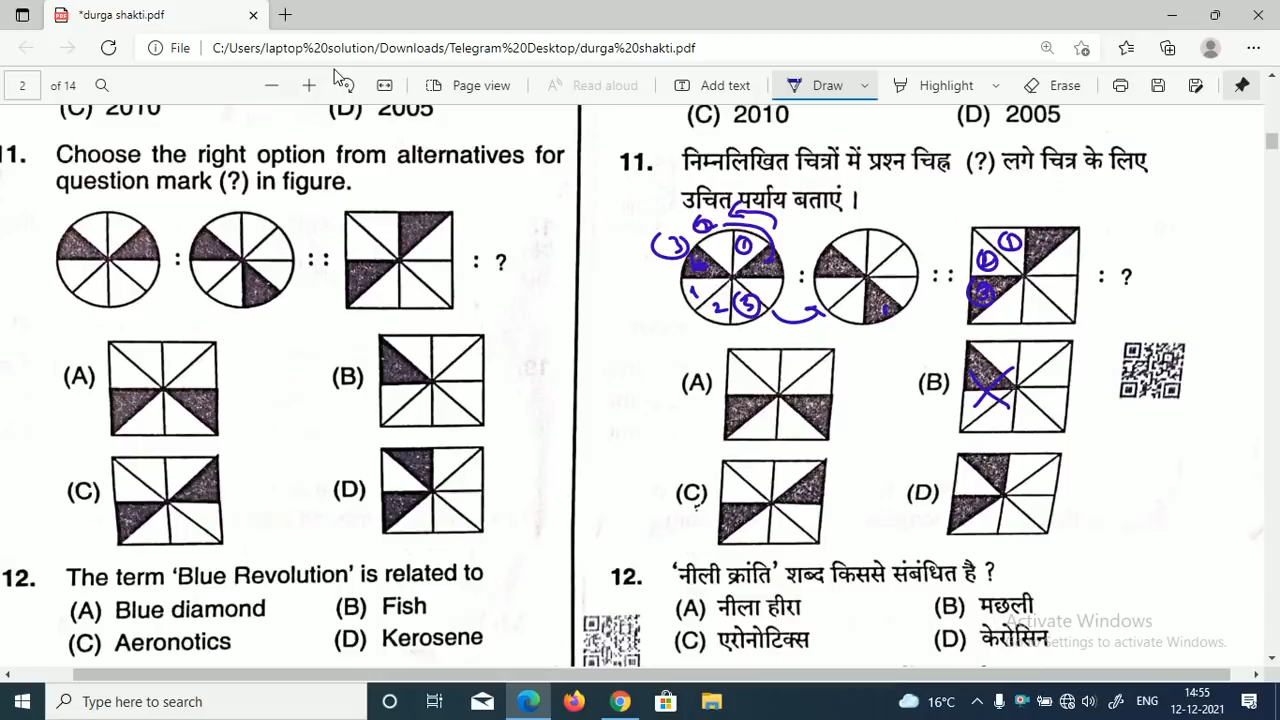 *durga shakti.pdf
File C:/Users/laptop%20solution/Downloads/Telegram%20Desktop/durga%20shakti.pdf
2 of 14 Page view Read aloud Add text Draw Highlight Erase
(C) 2010 (D) 2005
11. Choose the right option from alternatives for
question mark (?) in figure.
: :: : ?
(A) (B)
(C) (D)
12. The term ‘Blue Revolution’ is related to
(A) Blue diamond (B) Fish
(C) Aeronotics (D) Kerosene
(C) 2010 (D) 2005
11. निम्नलिखित चित्रों में प्रश्न चिह्न (?) लगे चित्र के लिए
उचित पर्याय बताएं ।
: :: : ?
(A) (B)
(C) (D)
12. ‘नीली क्रांति’ शब्द किससे संबंधित है ?
(A) नीला हीरा (B) मछली
(C) एरोनोटिक्स (D) केरोसिन
Activate Windows
Go to Settings to activate Windows.
Type here to search 16°C ENG 14:55
12-12-2021